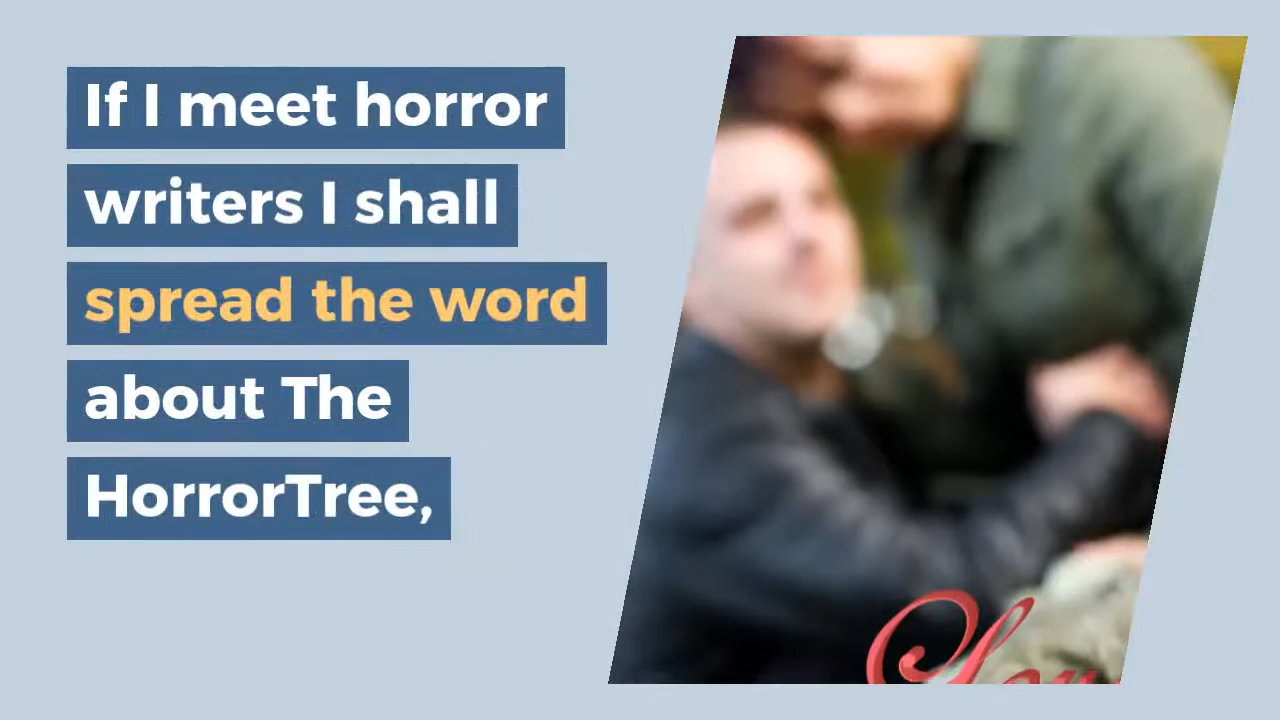 If I meet horror
writers I shall
spread the word
about The
HorrorTree,